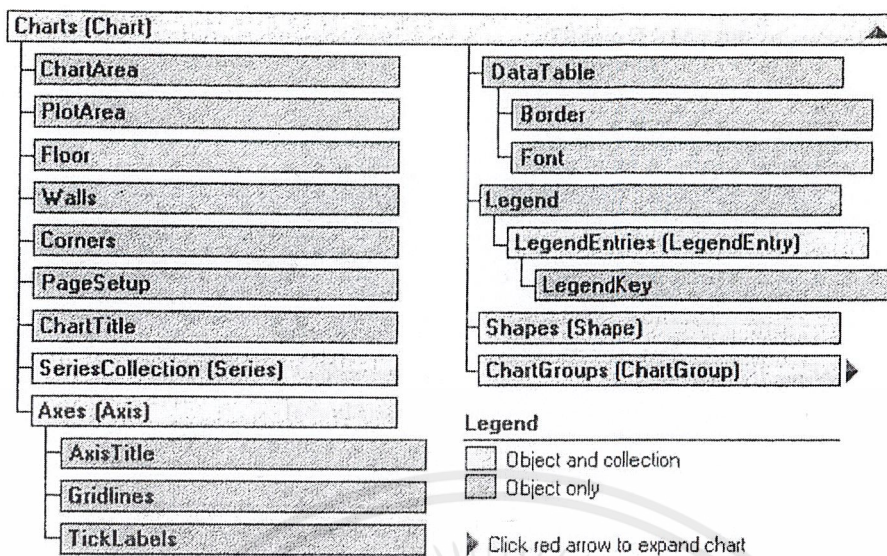 Charts (Chart)
ChartArea
PlotArea
Floor
Walls
Corners
PageSetup
ChartTitle
SeriesCollection (Series)
Axes (Axis)
AxisTitle
Gridlines
TickLabels
DataTable
Border
Font
Legend
LegendEntries (LegendEntry)
LegendKey
Shapes (Shape)
ChartGroups (ChartGroup)
Legend
Object and collection
Object only
Click red arrow to expand chart